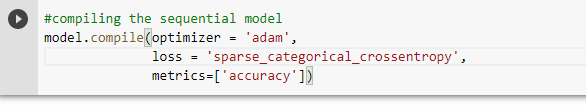 #compiling the sequential model
model.compile(optimizer = 'adam',
loss = 'sparse_categorical_crossentropy',
metrics=['accuracy'])